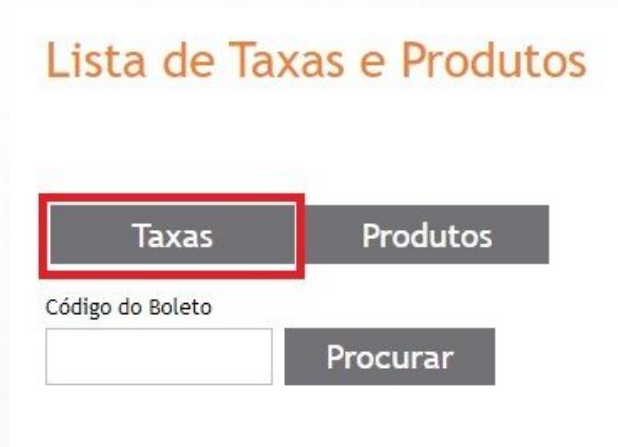 Lista de Taxas e Produtos
Taxas Produtos
Código do Boleto
Procurar